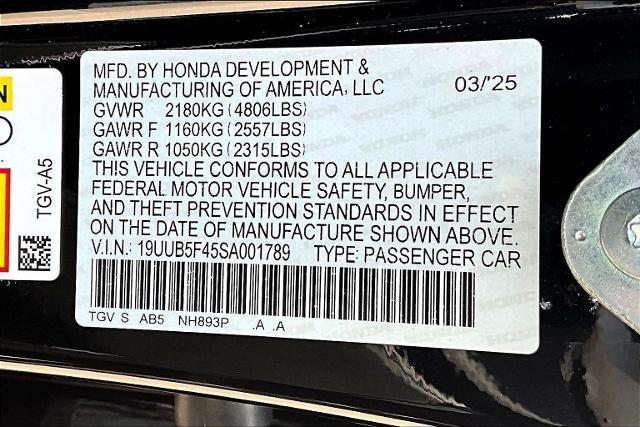 MFD. BY HONDA DEVELOPMENT &
MANUFACTURING OF AMERICA, LLC 03/'25
GVWR 2180KG (4806LBS)
GAWR F 1160KG (2557LBS)
GAWR R 1050KG (2315LBS)
THIS VEHICLE CONFORMS TO ALL APPLICABLE
FEDERAL MOTOR VEHICLE SAFETY, BUMPER,
AND THEFT PREVENTION STANDARDS IN EFFECT
ON THE DATE OF MANUFACTURE SHOWN ABOVE.
V.I.N.: 19UUB5F45SA001789 TYPE: PASSENGER CAR
TGV S AB5 NH893P .A .A
TGV-A5
N